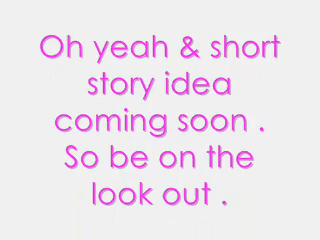 Oh yeah & short
story idea
coming soon .
So be on the
look out .